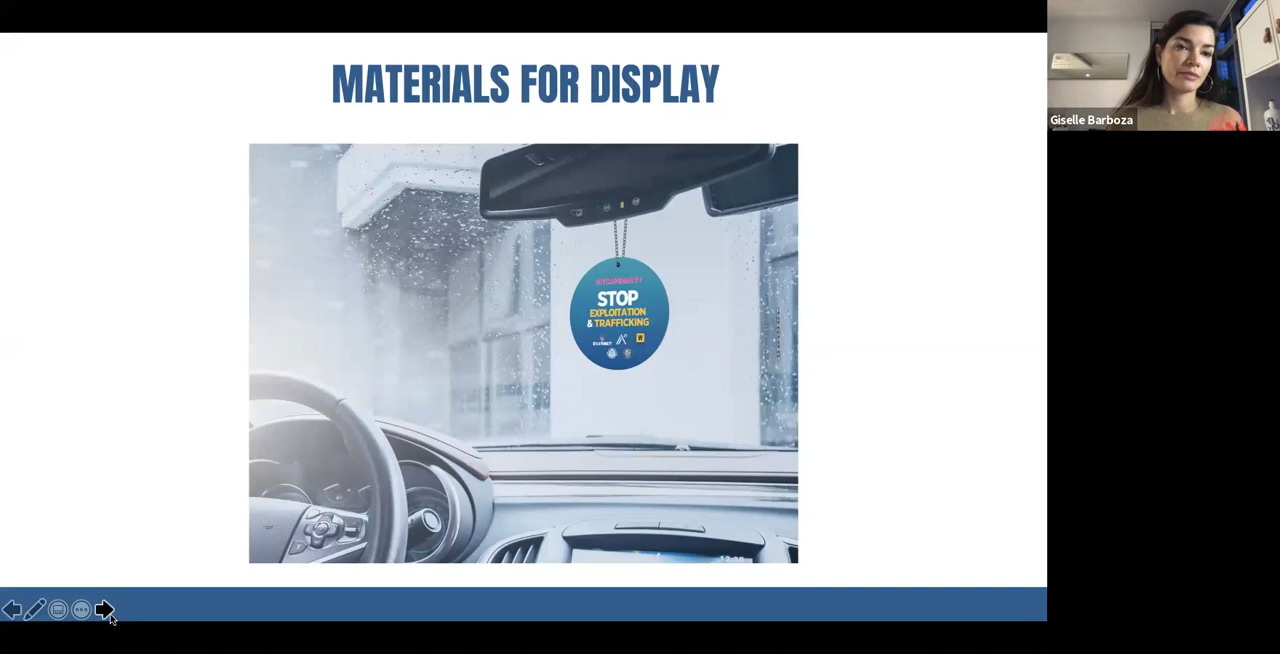 MATERIALS FOR DISPLAY
Giselle Barboza
STOP
EXPLOITATION
& TRAFFICKING
W